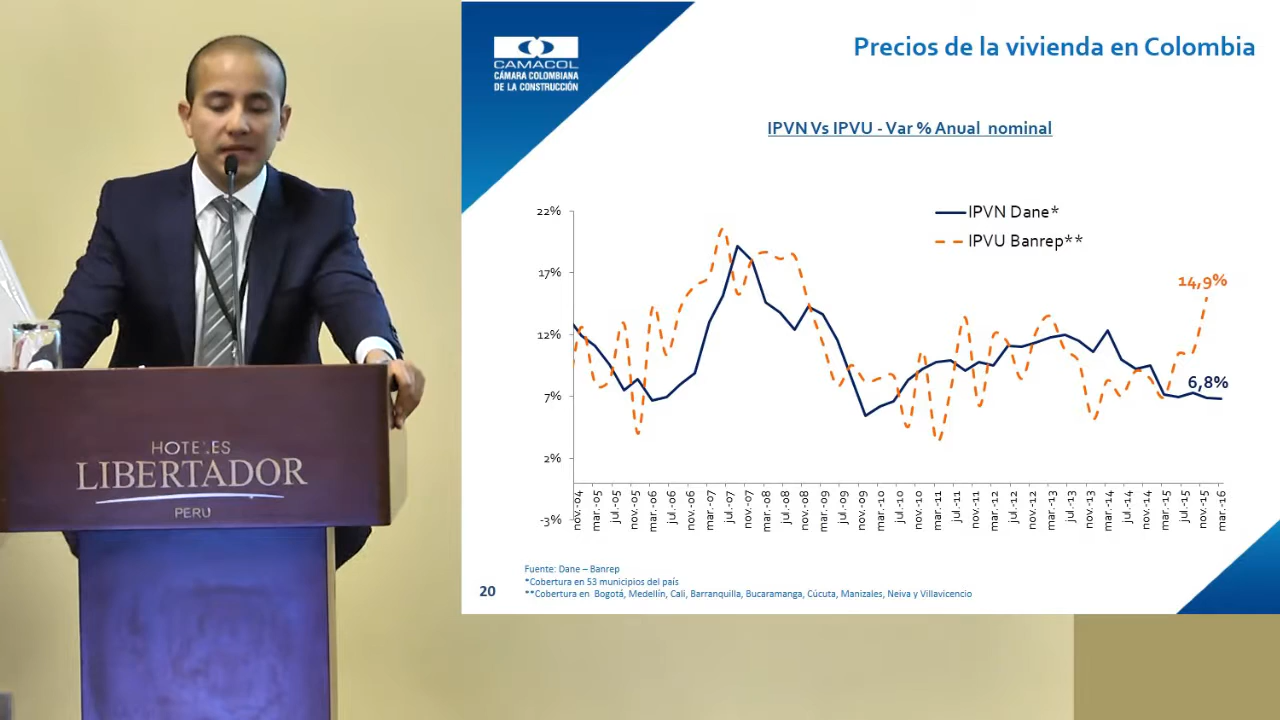 CAMACOL
CÁMARA COLOMBIANA
DE LA CONSTRUCCIÓN
Precios de la vivienda en Colombia
IPVN Vs IPVU - Var % Anual nominal
22%
17%
12%
7%
2%
-3%
IPVN Dane*
IPVU Banrep**
14,9%
6,8%
nov.-04
mar.-05
jul.-05
nov.-05
mar.-06
jul.-06
nov.-06
mar.-07
jul.-07
nov.-07
mar.-08
jul.-08
nov.-08
mar.-09
jul.-09
nov.-09
mar.-10
jul.-10
nov.-10
mar.-11
jul.-11
nov.-11
mar.-12
jul.-12
nov.-12
mar.-13
jul.-13
nov.-13
mar.-14
jul.-14
nov.-14
mar.-15
jul.-15
nov.-15
mar.-16
Fuente: Dane – Banrep
*Cobertura en 53 municipios del país
**Cobertura en Bogotá, Medellín, Cali, Barranquilla, Bucaramanga, Cúcuta, Manizales, Neiva y Villavicencio
20
HOTELES
LIBERTADOR
PERU